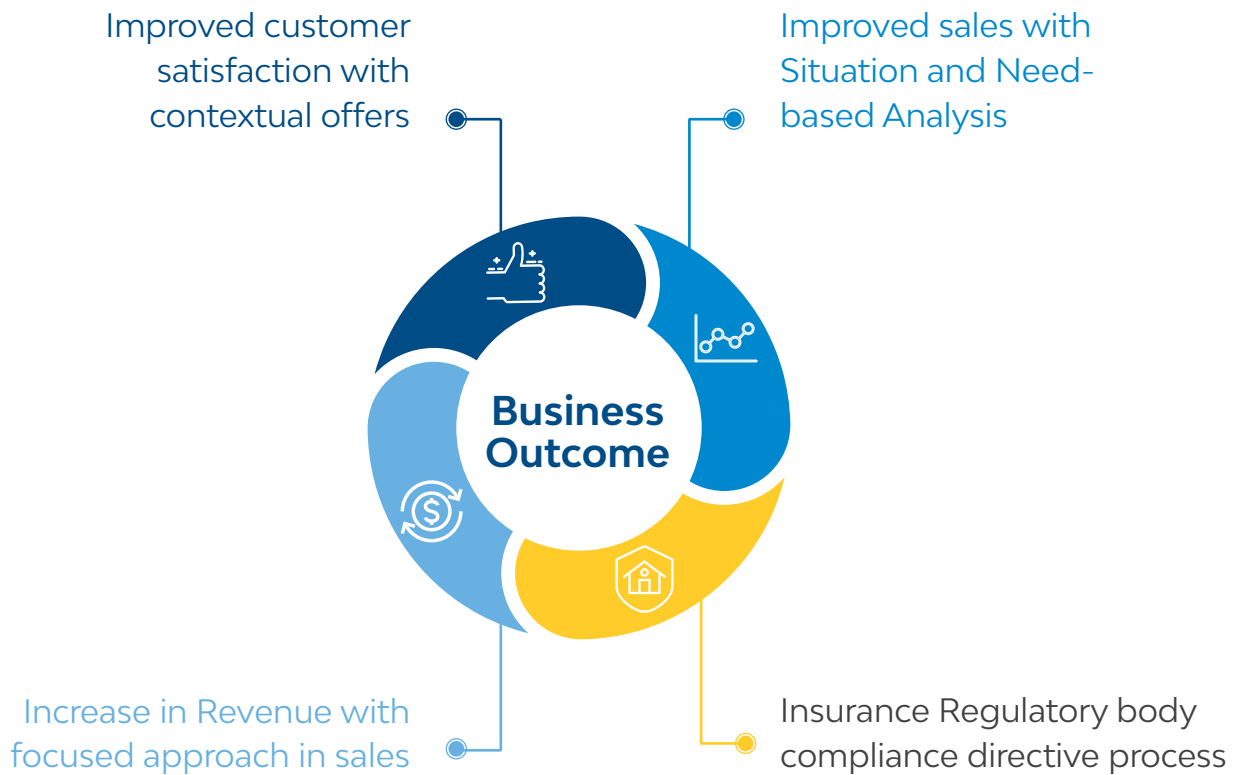 Improved customer
satisfaction with
contextual offers
Improved sales with
Situation and Need-
based Analysis
Business
Outcome
$
Increase in Revenue with
focused approach in sales
Insurance Regulatory body
compliance directive process